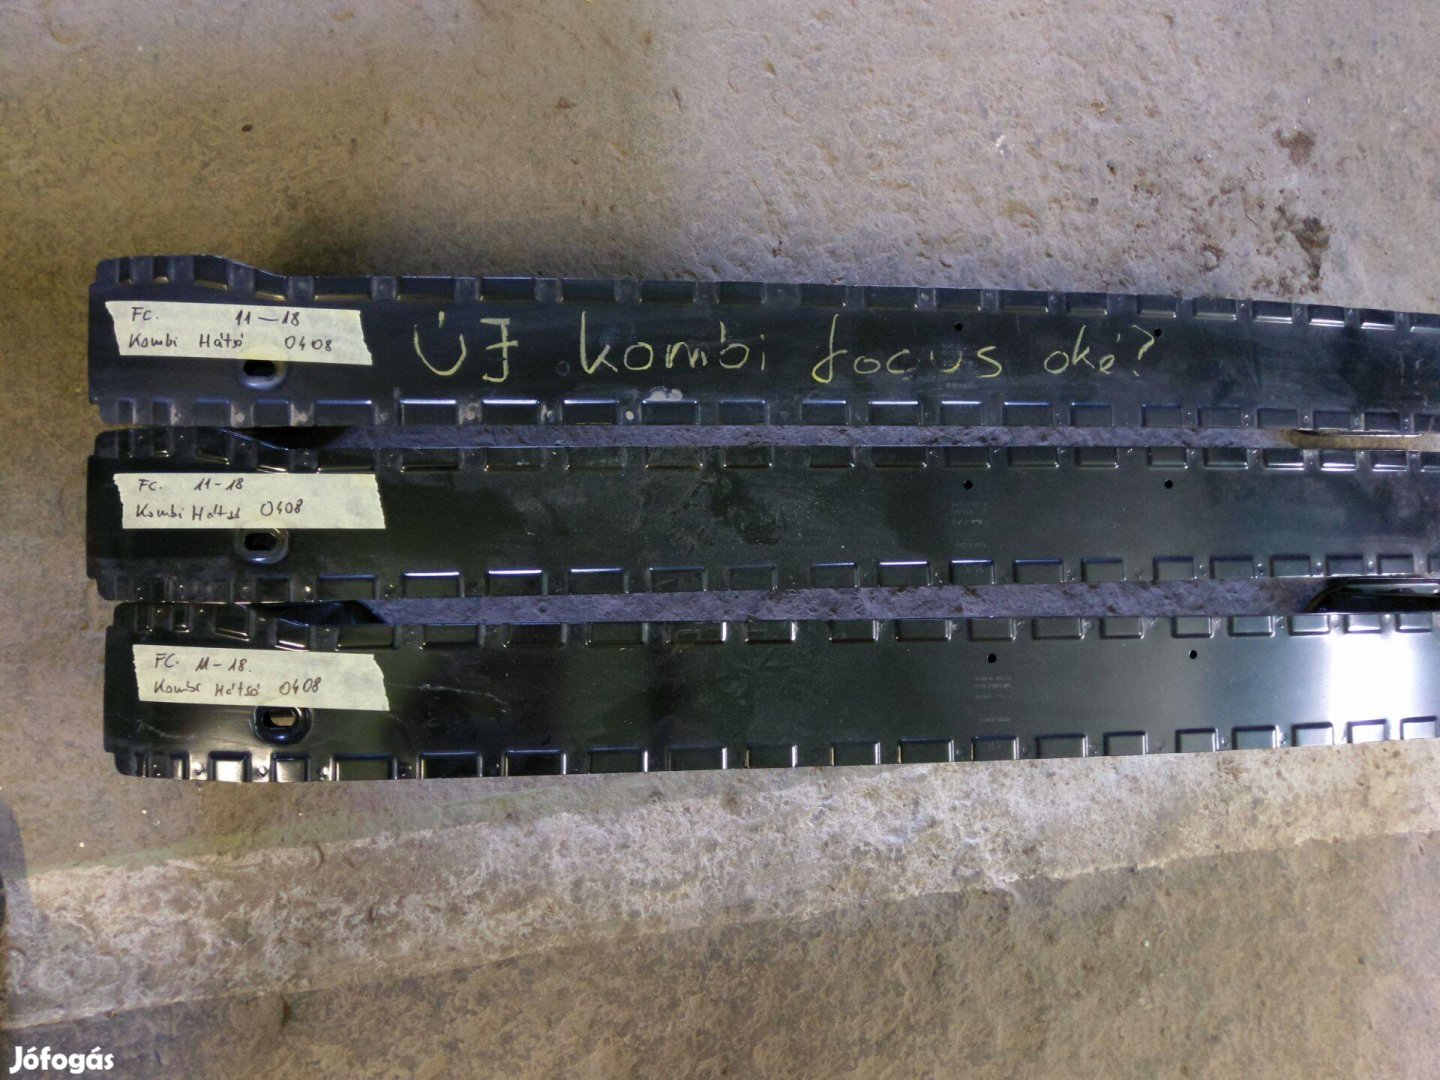 Fc. 11-18
Kombi Hátsó 0408
ÚJ kombi focus oké?
FC. 11-18
Kombi Hátsó 0408
FC. 11-18.
Kombi Hátsó 0408
Jófogás